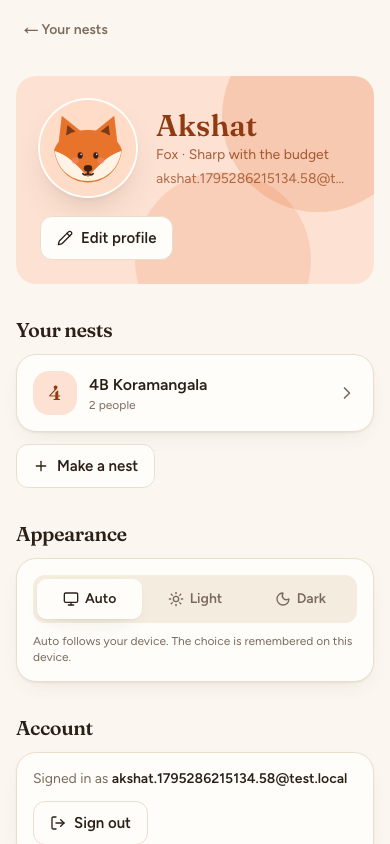 ← Your nests
Akshat
Fox · Sharp with the budget
akshat.1795286215134.58@t...
Edit profile
Your nests
4
4B Koramangala
2 people
+ Make a nest
Appearance
Auto
Light
Dark
Auto follows your device. The choice is remembered on this
device.
Account
Signed in as akshat.1795286215134.58@test.local
Sign out